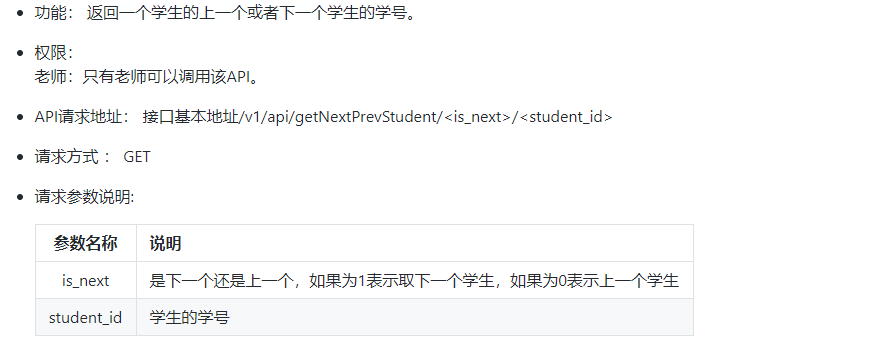 功能： 返回一个学生的上一个或者下一个学生的学号。
权限：
老师：只有老师可以调用该API。
API请求地址： 接口基本地址/v1/api/getNextPrevStudent/<is_next>/<student_id>
请求方式 ： GET
请求参数说明:
参数名称 说明
is_next 是下一个还是上一个，如果为1表示取下一个学生，如果为0表示上一个学生
student_id 学生的学号